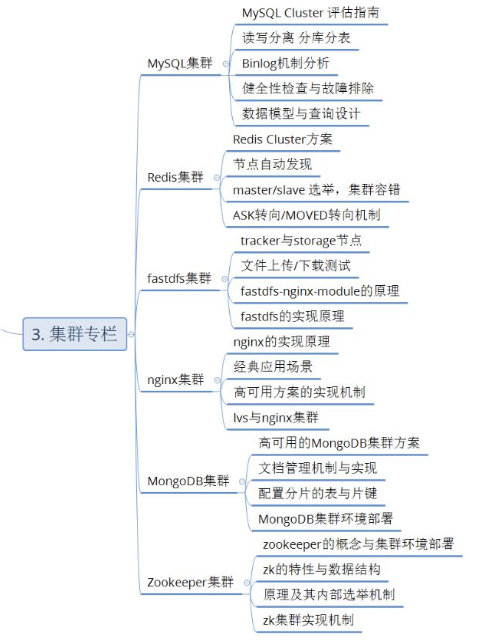 3. 集群专栏
MySQL集群
MySQL Cluster 评估指南
读写分离 分库分表
Binlog机制分析
健全性检查与故障排除
数据模型与查询设计
Redis集群
Redis Cluster方案
节点自动发现
master/slave 选举，集群容错
ASK转向/MOVED转向机制
fastdfs集群
tracker与storage节点
文件上传/下载测试
fastdfs-nginx-module的原理
fastdfs的实现原理
nginx集群
nginx的实现原理
经典应用场景
高可用方案的实现机制
lvs与nginx集群
MongoDB集群
高可用的MongoDB集群方案
文档管理机制与实现
配置分片的表与片键
MongoDB集群环境部署
Zookeeper集群
zookeeper的概念与集群环境部署
zk的特性与数据结构
原理及其内部选举机制
zk集群实现机制